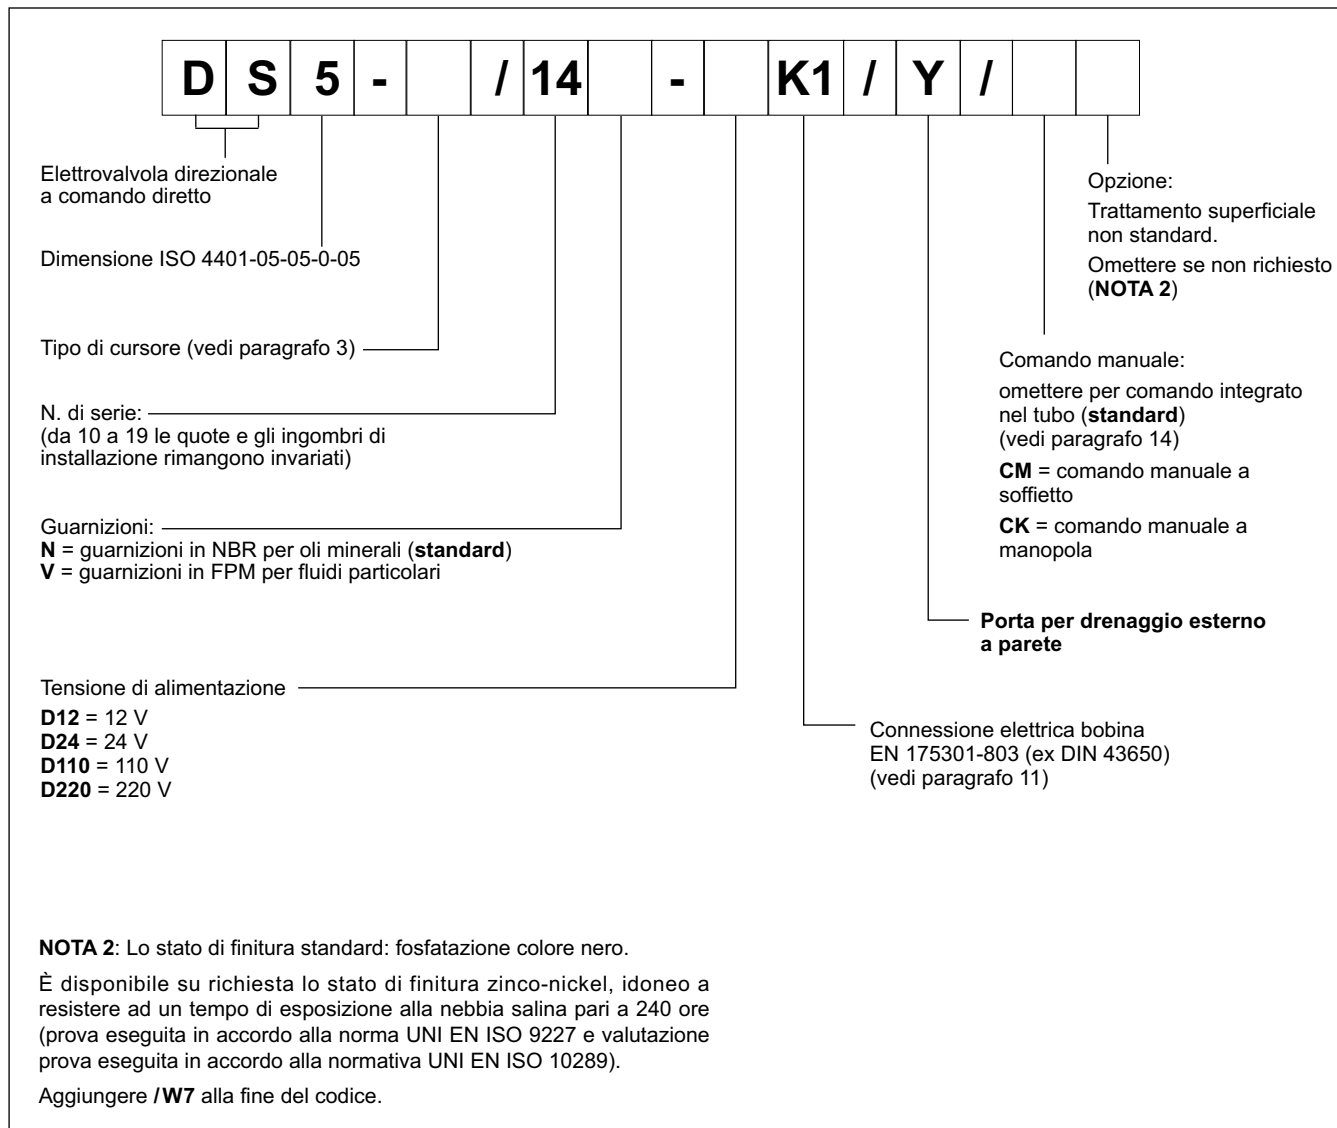 D S 5 - / 14 - K1 / Y /
Elettrovalvola direzionale
a comando diretto
Dimensione ISO 4401-05-05-0-05
Tipo di cursore (vedi paragrafo 3)
N. di serie:
(da 10 a 19 le quote e gli ingombri di
installazione rimangono invariati)
Guarnizioni:
N = guarnizioni in NBR per oli minerali (standard)
V = guarnizioni in FPM per fluidi particolari
Tensione di alimentazione
D12 = 12 V
D24 = 24 V
D110 = 110 V
D220 = 220 V
Opzione:
Trattamento superficiale
non standard.
Omettere se non richiesto
(NOTA 2)
Comando manuale:
omettere per comando integrato
nel tubo (standard)
(vedi paragrafo 14)
CM = comando manuale a
soffietto
CK = comando manuale a
manopola
Porta per drenaggio esterno
a parete
Connessione elettrica bobina
EN 175301-803 (ex DIN 43650)
(vedi paragrafo 11)
NOTA 2: Lo stato di finitura standard: fosfatazione colore nero.
È disponibile su richiesta lo stato di finitura zinco-nickel, idoneo a
resistere ad un tempo di esposizione alla nebbia salina pari a 240 ore
(prova eseguita in accordo alla norma UNI EN ISO 9227 e valutazione
prova eseguita in accordo alla normativa UNI EN ISO 10289).
Aggiungere /W7 alla fine del codice.